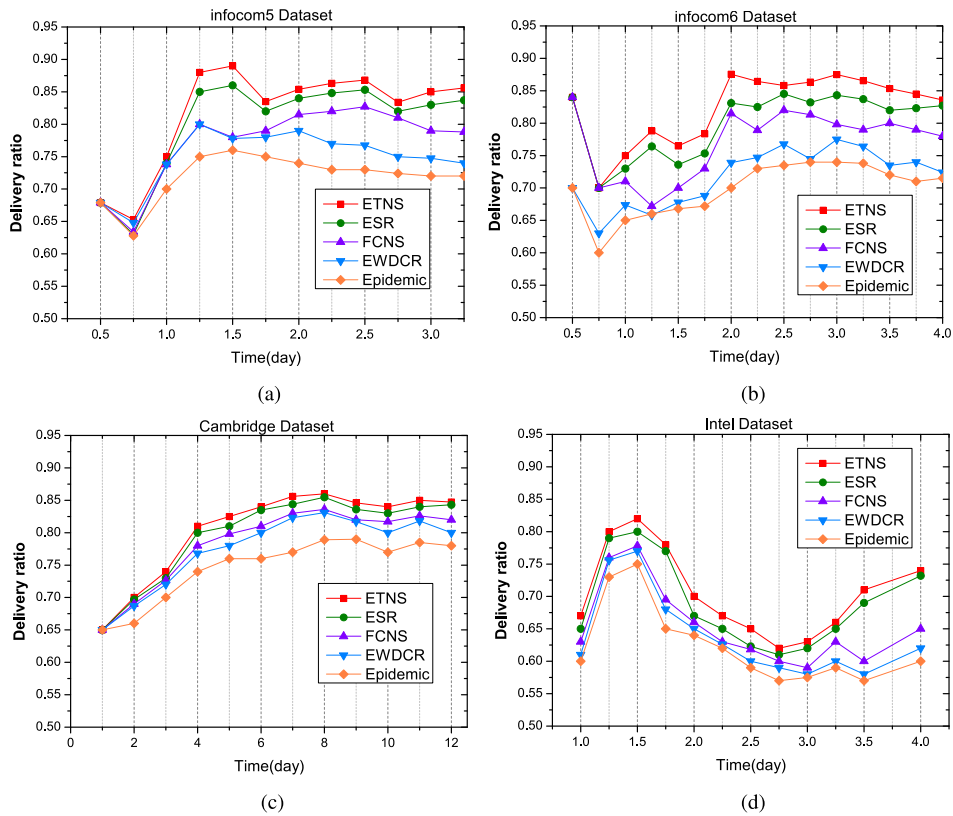 infocom5 Dataset
0.95
0.90
0.85
0.80
0.75
0.70
0.65
0.60
0.55
0.50
Delivery ratio
ETNS
ESR
FCNS
EWDCR
Epidemic
0.5 1.0 1.5 2.0 2.5 3.0
Time(day)
(a)
infocom6 Dataset
0.95
0.90
0.85
0.80
0.75
0.70
0.65
0.60
0.55
0.50
Delivery ratio
ETNS
ESR
FCNS
EWDCR
Epidemic
0.5 1.0 1.5 2.0 2.5 3.0 3.5 4.0
Time(day)
(b)
Cambridge Dataset
0.95
0.90
0.85
0.80
0.75
0.70
0.65
0.60
0.55
0.50
Delivery ratio
ETNS
ESR
FCNS
EWDCR
Epidemic
0 2 4 6 8 10 12
Time(day)
(c)
Intel Dataset
0.95
0.90
0.85
0.80
0.75
0.70
0.65
0.60
0.55
0.50
Delivery ratio
ETNS
ESR
FCNS
EWDCR
Epidemic
1.0 1.5 2.0 2.5 3.0 3.5 4.0
Time(day)
(d)